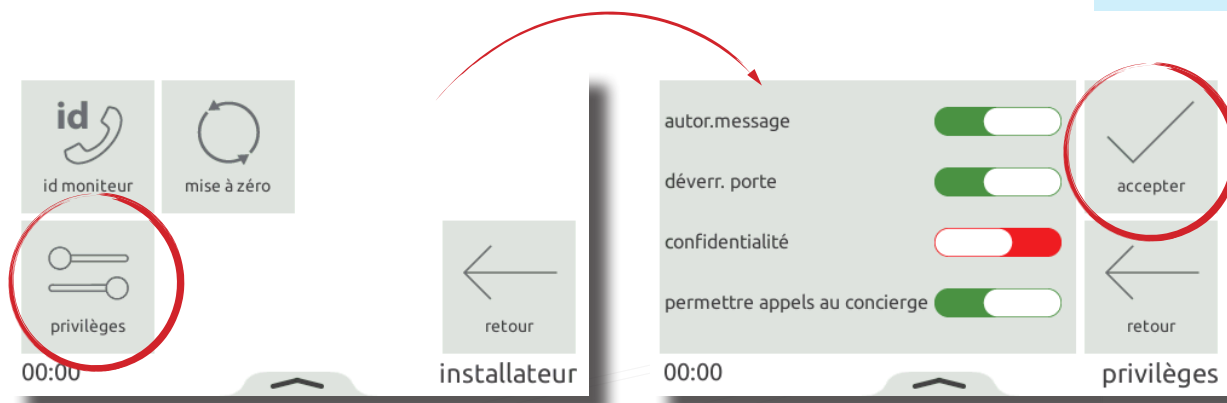 id
id moniteur
mise à zéro
privilèges
retour
00:00
installateur
autor.message
déverr. porte
confidentialité
permettre appels au concierge
accepter
retour
00:00
privilèges